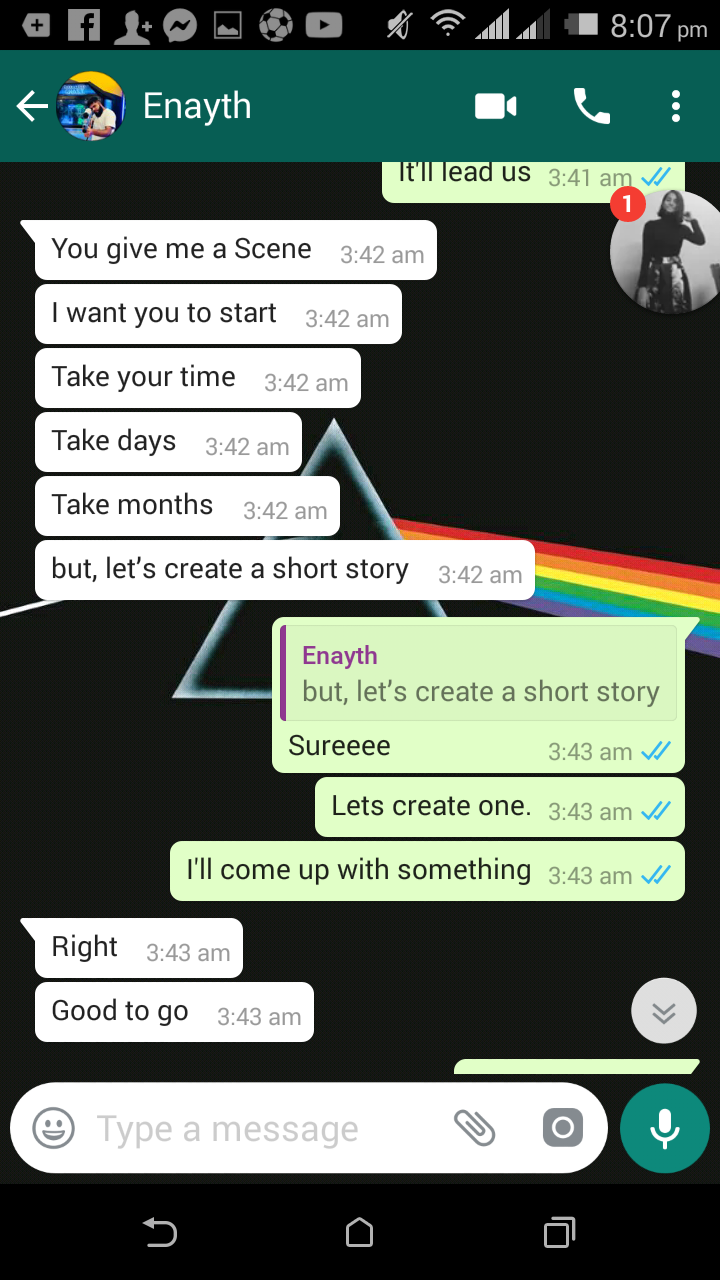 8:07 pm
Enayth
It'll lead us 3:41 am
1
You give me a Scene 3:42 am
I want you to start 3:42 am
Take your time 3:42 am
Take days 3:42 am
Take months 3:42 am
but, let's create a short story 3:42 am
Enayth
but, let's create a short story
Sureeee 3:43 am
Lets create one. 3:43 am
I'll come up with something 3:43 am
Right 3:43 am
Good to go 3:43 am
Type a message